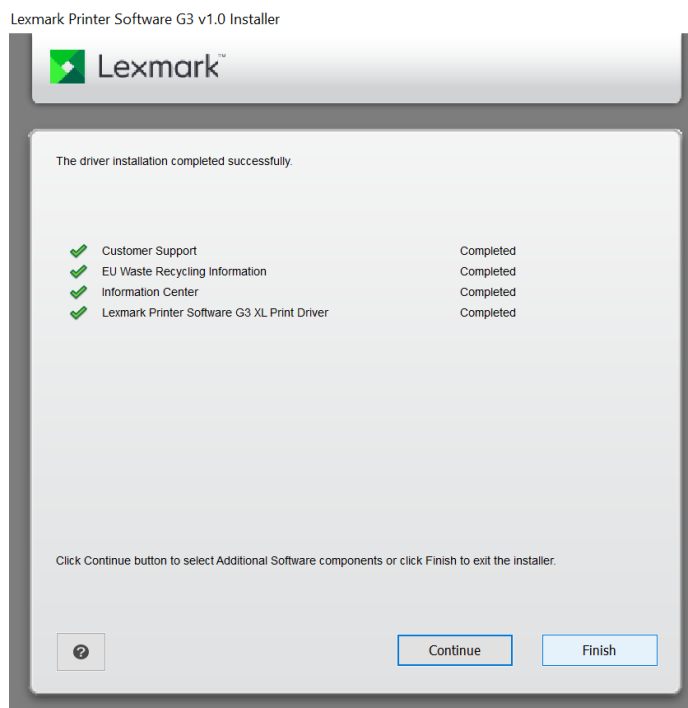 Lexmark Printer Software G3 v1.0 Installer
Lexmark™
The driver installation completed successfully.
Customer Support Completed
EU Waste Recycling Information Completed
Information Center Completed
Lexmark Printer Software G3 XL Print Driver Completed
Click Continue button to select Additional Software components or click Finish to exit the installer.
? Continue Finish